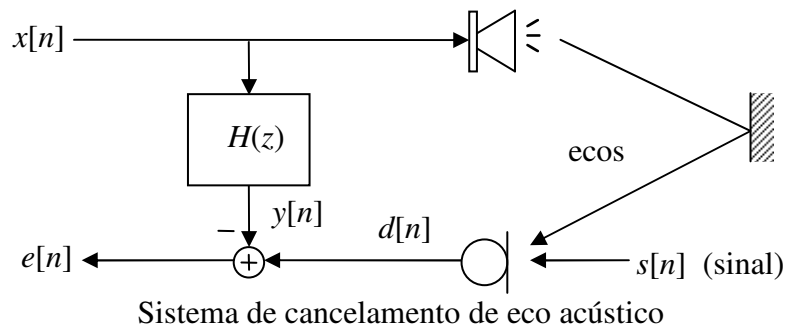 x[n]
H(z)
ecos
y[n]
d[n]
−
e[n]
+
s[n] (sinal)
Sistema de cancelamento de eco acústico